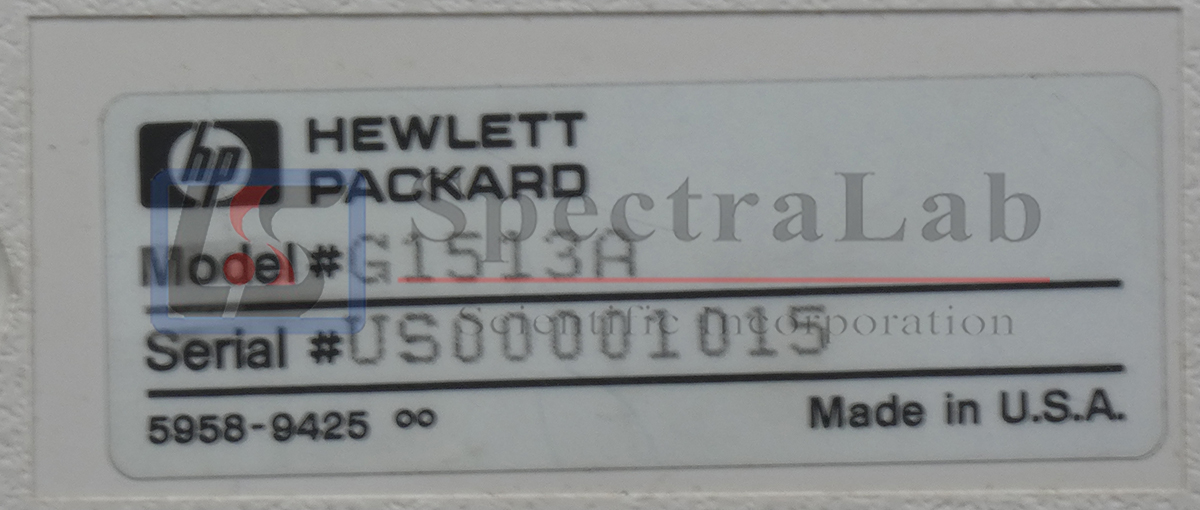 hp
HEWLETT
PACKARD
SpectraLab
Model # G1513A
Scientific Incorporation
Serial # US00001015
5958-9425 ∞
Made in U.S.A.